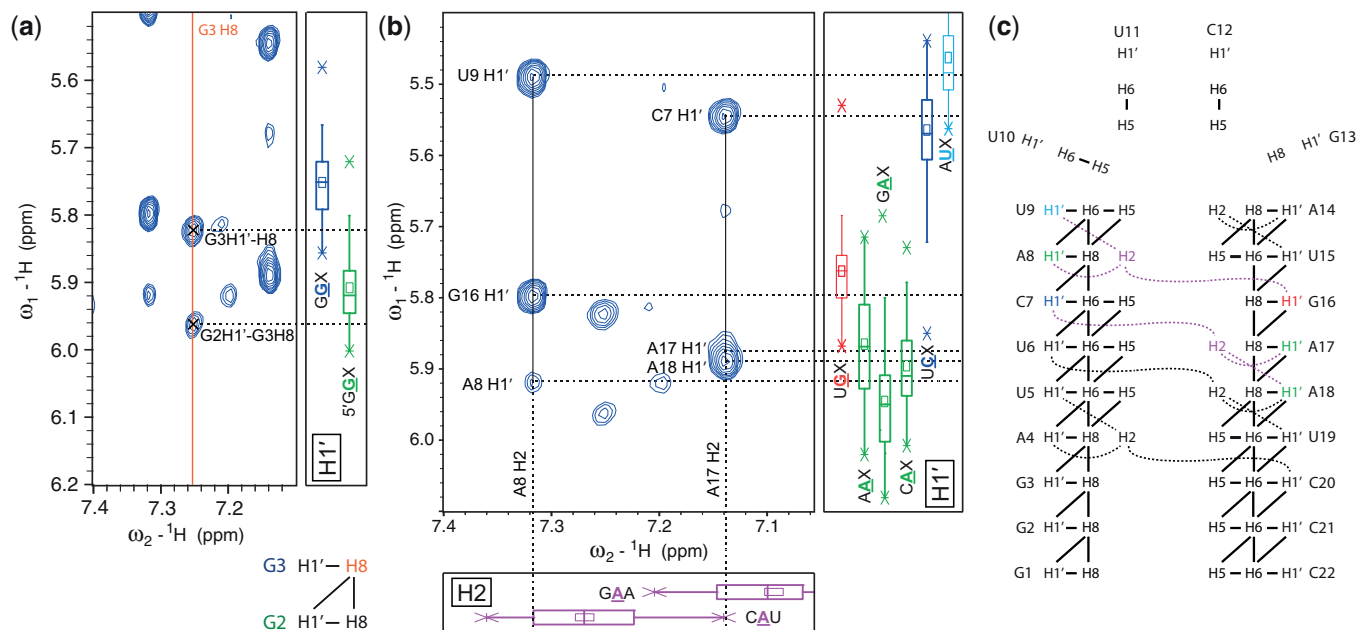 (a)
G3 H8
5.6
5.7
5.8
5.9
6.0
6.1
6.2
ω1 - 1H (ppm)
G3H1′-H8
G2H1′-G3H8
7.4
7.3
7.2
ω2 - 1H (ppm)
GGX
5'GGX
H1′
G3 H1′ H8
G2 H1′ H8
(b)
5.5
5.6
5.7
5.8
5.9
6.0
ω1 - 1H (ppm)
U9 H1′
C7 H1′
G16 H1′
A17 H1′
A18 H1′
A8 H1′
A8 H2
A17 H2
7.4
7.3
7.2
7.1
ω2 - 1H (ppm)
UGX
AAX
GAX
CAX
AUX
H1′
H2
GAA
CAU
(c)
U11 C12
H1′ H1′
H6 H6
H5 H5
U10 H1′ H6 H5 H8 H1′ G13
U9 H1′ H6 H5 H2 H8 H1′ A14
A8 H1′ H8 H2 H5 H6 H1′ U15
C7 H1′ H6 H5 H8 H1′ G16
U6 H1′ H6 H5 H2 H8 H1′ A17
U5 H1′ H6 H5 H2 H8 H1′ A18
A4 H1′ H8 H2 H5 H6 H1′ U19
G3 H1′ H8 H5 H6 H1′ C20
G2 H1′ H8 H5 H6 H1′ C21
G1 H1′ H8 H5 H6 H1′ C22